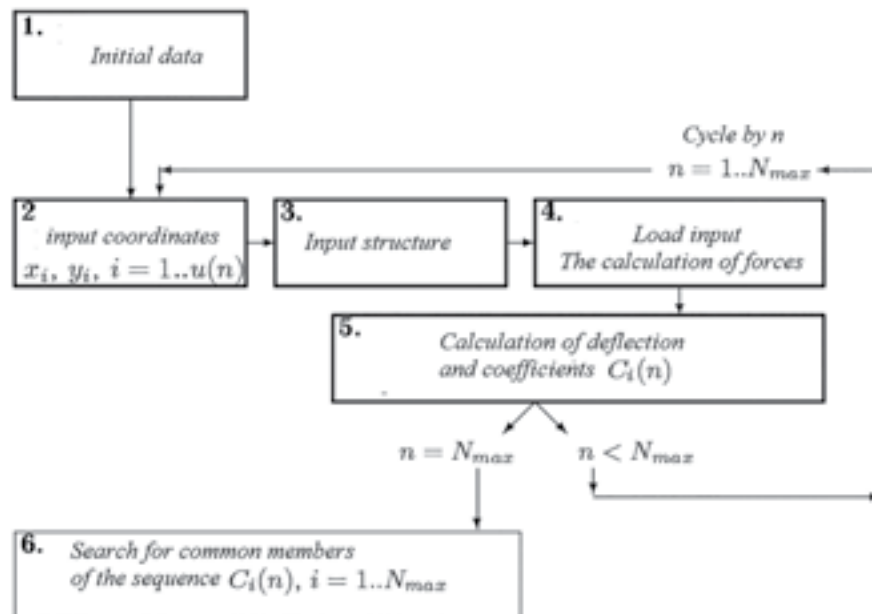 1.
Initial data
Cycle by n
n = 1..N_max
2
input coordinates
x_i, y_i, i = 1..u(n)
3.
Input structure
4.
Load input
The calculation of forces
5.
Calculation of deflection
and coefficients C_i(n)
n = N_max
n < N_max
6.
Search for common members
of the sequence C_i(n), i = 1..N_max